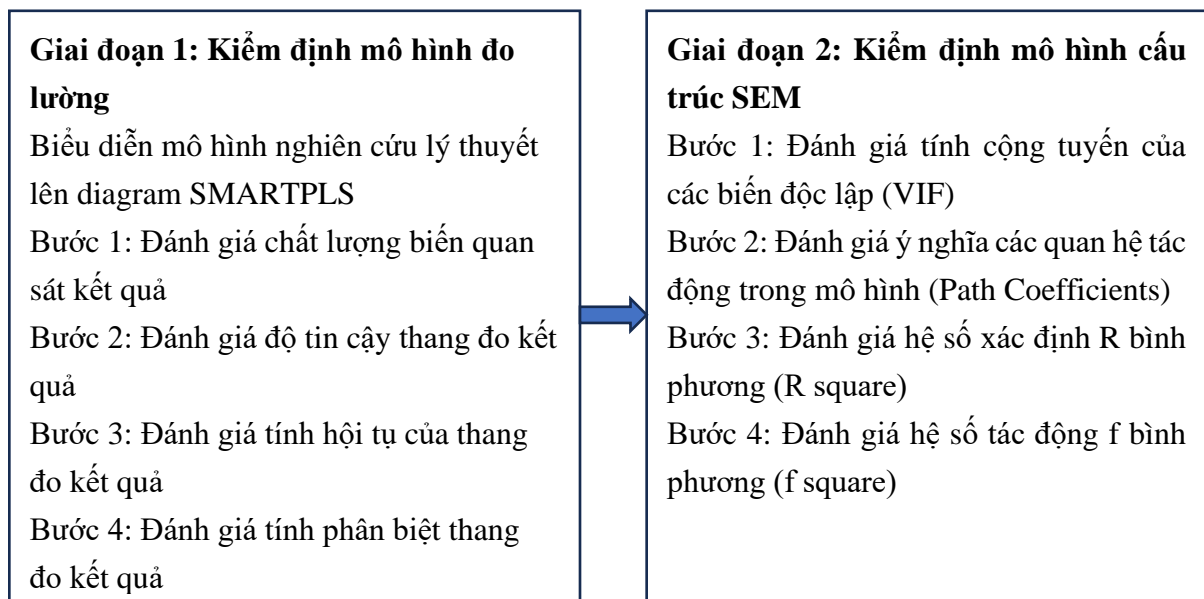 Giai đoạn 1: Kiểm định mô hình đo
lường
Biểu diễn mô hình nghiên cứu lý thuyết
lên diagram SMARTPLS
Bước 1: Đánh giá chất lượng biến quan
sát kết quả
Bước 2: Đánh giá độ tin cậy thang đo kết
quả
Bước 3: Đánh giá tính hội tụ của thang
đo kết quả
Bước 4: Đánh giá tính phân biệt thang
đo kết quả
Giai đoạn 2: Kiểm định mô hình cấu
trúc SEM
Bước 1: Đánh giá tính cộng tuyến của
các biến độc lập (VIF)
Bước 2: Đánh giá ý nghĩa các quan hệ tác
động trong mô hình (Path Coefficients)
Bước 3: Đánh giá hệ số xác định R bình
phương (R square)
Bước 4: Đánh giá hệ số tác động f bình
phương (f square)